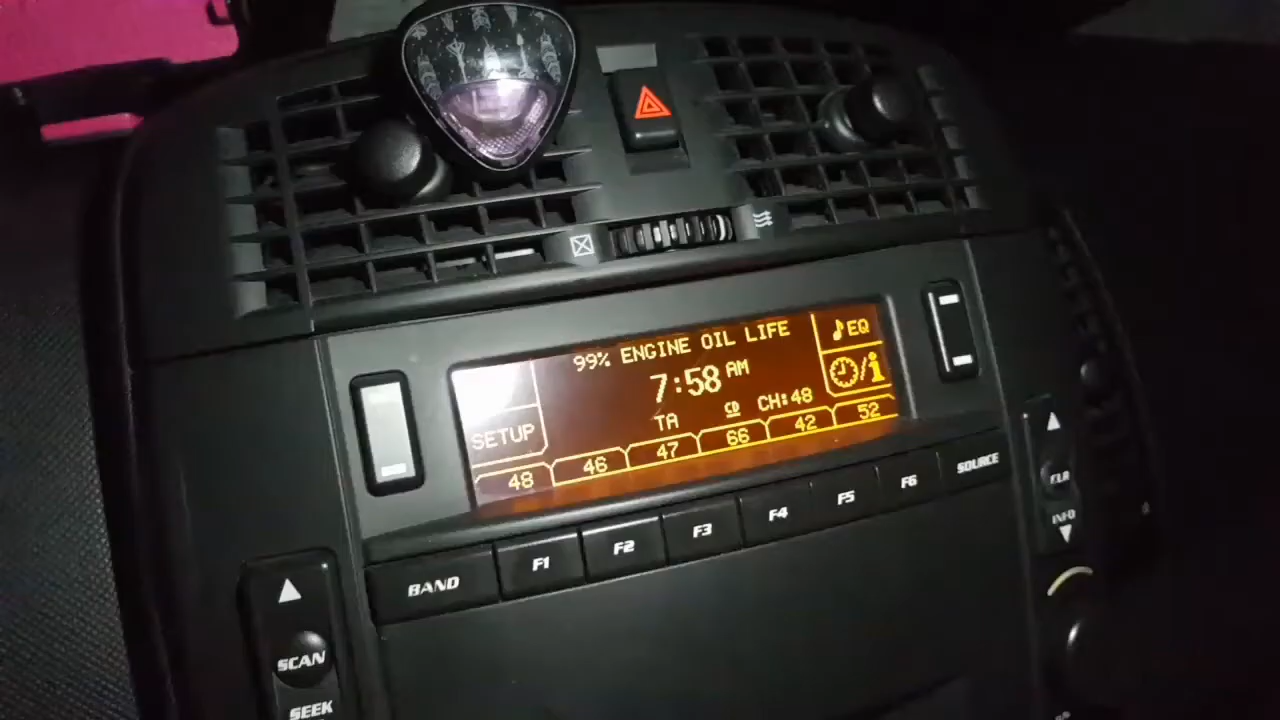 99% ENGINE OIL LIFE
EQ
7:58 AM
i
SETUP
TA CD CH:48
48 46 47 66 42 52
BAND F1 F2 F3 F4 F5 F6 SOURCE
SCAN
SEEK
CLR
INFO